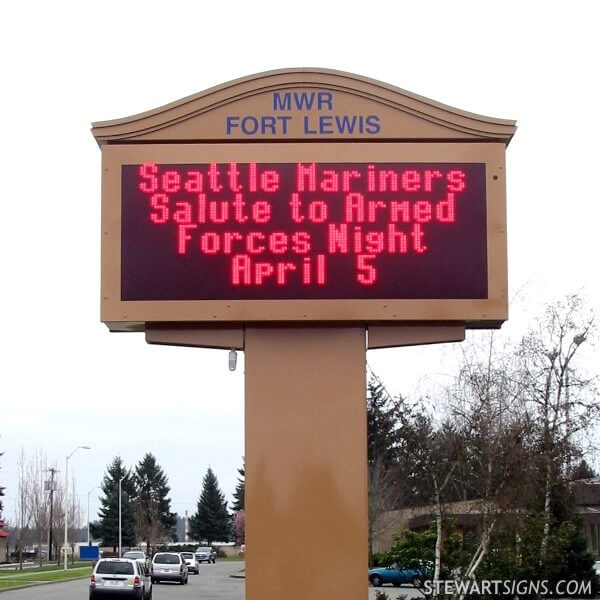 MWR
FORT LEWIS
Seattle Mariners
Salute to Armed
Forces Night
April 5
STEWARTSIGNS.COM